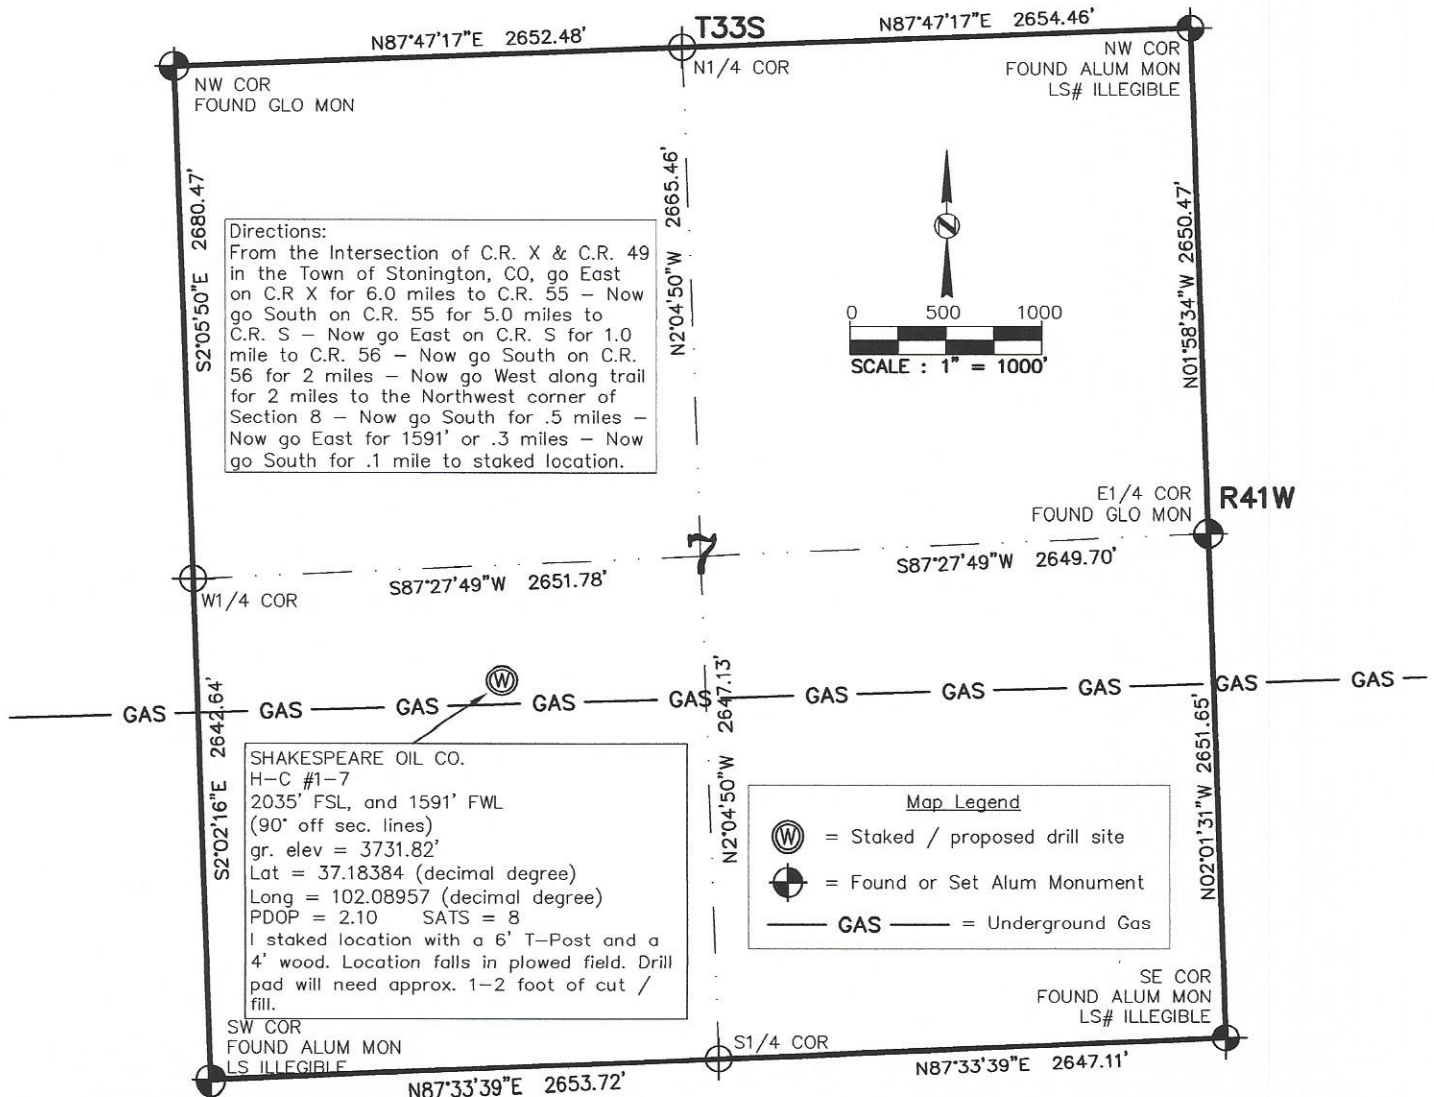 N87°47'17"E 2652.48'
T33S
N87°47'17"E 2654.46'
NW COR
FOUND GLO MON
N1/4 COR
NW COR
FOUND ALUM MON
LS# ILLEGIBLE
S2°05'50"E 2680.47'
N2°04'50"W 2665.46'
N01°58'34"W 2650.47'
Directions:
From the Intersection of C.R. X & C.R. 49
in the Town of Stonington, CO, go East
on C.R X for 6.0 miles to C.R. 55 – Now
go South on C.R. 55 for 5.0 miles to
C.R. S – Now go East on C.R. S for 1.0
mile to C.R. 56 – Now go South on C.R.
56 for 2 miles – Now go West along trail
for 2 miles to the Northwest corner of
Section 8 – Now go South for .5 miles –
Now go East for 1591' or .3 miles – Now
go South for .1 mile to staked location.
N
0 500 1000
SCALE : 1" = 1000'
E1/4 COR
FOUND GLO MON
R41W
7
S87°27'49"W 2651.78'
S87°27'49"W 2649.70'
W1/4 COR
W
GAS GAS GAS GAS GAS GAS GAS GAS GAS GAS
S2°02'16"E 2642.64'
N2°04'50"W 2647.13'
N02°01'31"W 2651.65'
SHAKESPEARE OIL CO.
H–C #1–7
2035' FSL, and 1591' FWL
(90° off sec. lines)
gr. elev = 3731.82'
Lat = 37.18384 (decimal degree)
Long = 102.08957 (decimal degree)
PDOP = 2.10 SATS = 8
I staked location with a 6' T–Post and a
4' wood. Location falls in plowed field. Drill
pad will need approx. 1–2 foot of cut /
fill.
Map Legend
W = Staked / proposed drill site
= Found or Set Alum Monument
GAS = Underground Gas
SW COR
FOUND ALUM MON
LS ILLEGIBLE
S1/4 COR
SE COR
FOUND ALUM MON
LS# ILLEGIBLE
N87°33'39"E 2653.72'
N87°33'39"E 2647.11'